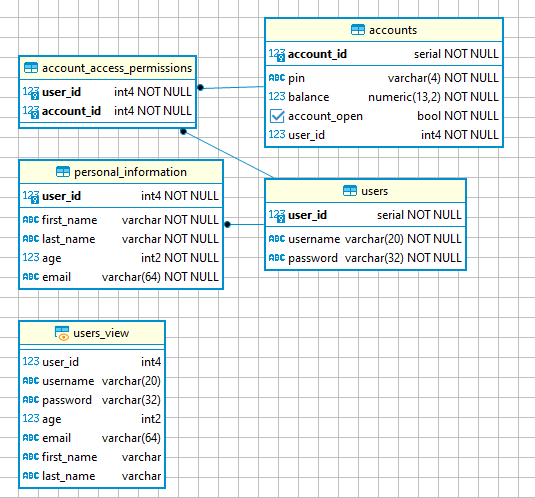 accounts
123 account_id serial NOT NULL
ABC pin varchar(4) NOT NULL
123 balance numeric(13,2) NOT NULL
account_open bool NOT NULL
123 user_id int4 NOT NULL
account_access_permissions
123 user_id int4 NOT NULL
123 account_id int4 NOT NULL
personal_information
123 user_id int4 NOT NULL
ABC first_name varchar NOT NULL
ABC last_name varchar NOT NULL
123 age int2 NOT NULL
ABC email varchar(64) NOT NULL
users
123 user_id serial NOT NULL
ABC username varchar(20) NOT NULL
ABC password varchar(32) NOT NULL
users_view
123 user_id int4
ABC username varchar(20)
ABC password varchar(32)
123 age int2
ABC email varchar(64)
ABC first_name varchar
ABC last_name varchar